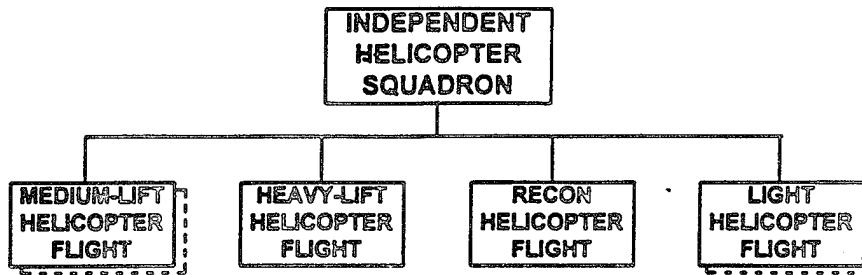 INDEPENDENT
HELICOPTER
SQUADRON
MEDIUM-LIFT
HELICOPTER
FLIGHT
HEAVY-LIFT
HELICOPTER
FLIGHT
RECON
HELICOPTER
FLIGHT
LIGHT
HELICOPTER
FLIGHT